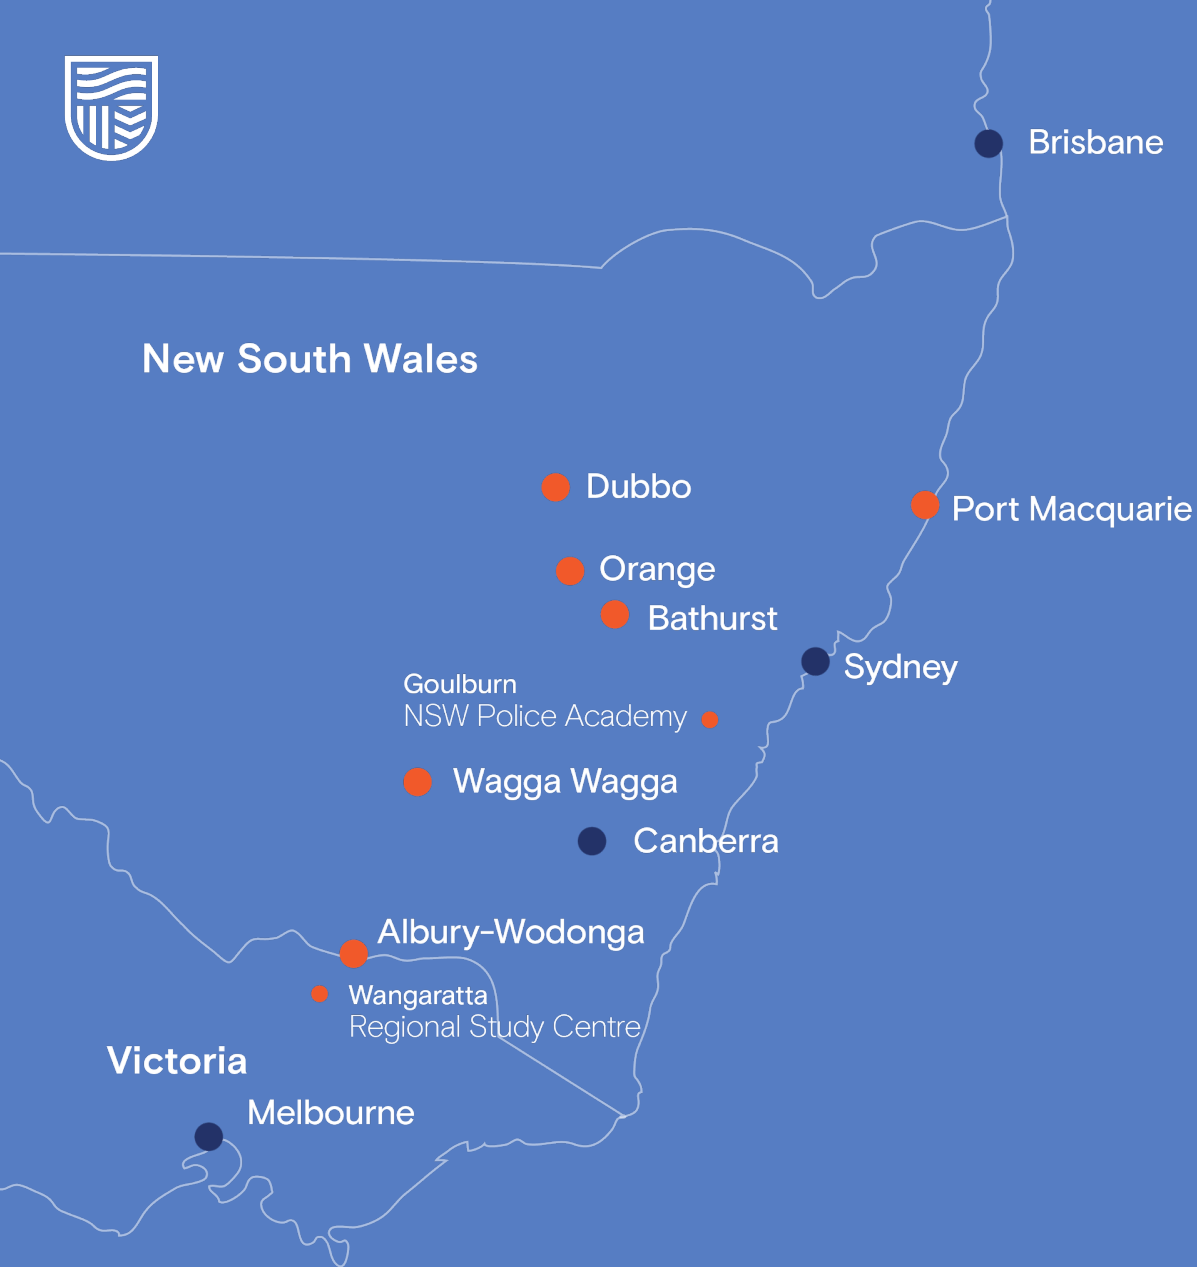 Brisbane
New South Wales
Dubbo
Port Macquarie
Orange
Bathurst
Sydney
Goulburn
NSW Police Academy
Wagga Wagga
Canberra
Albury-Wodonga
Wangaratta
Regional Study Centre
Victoria
Melbourne